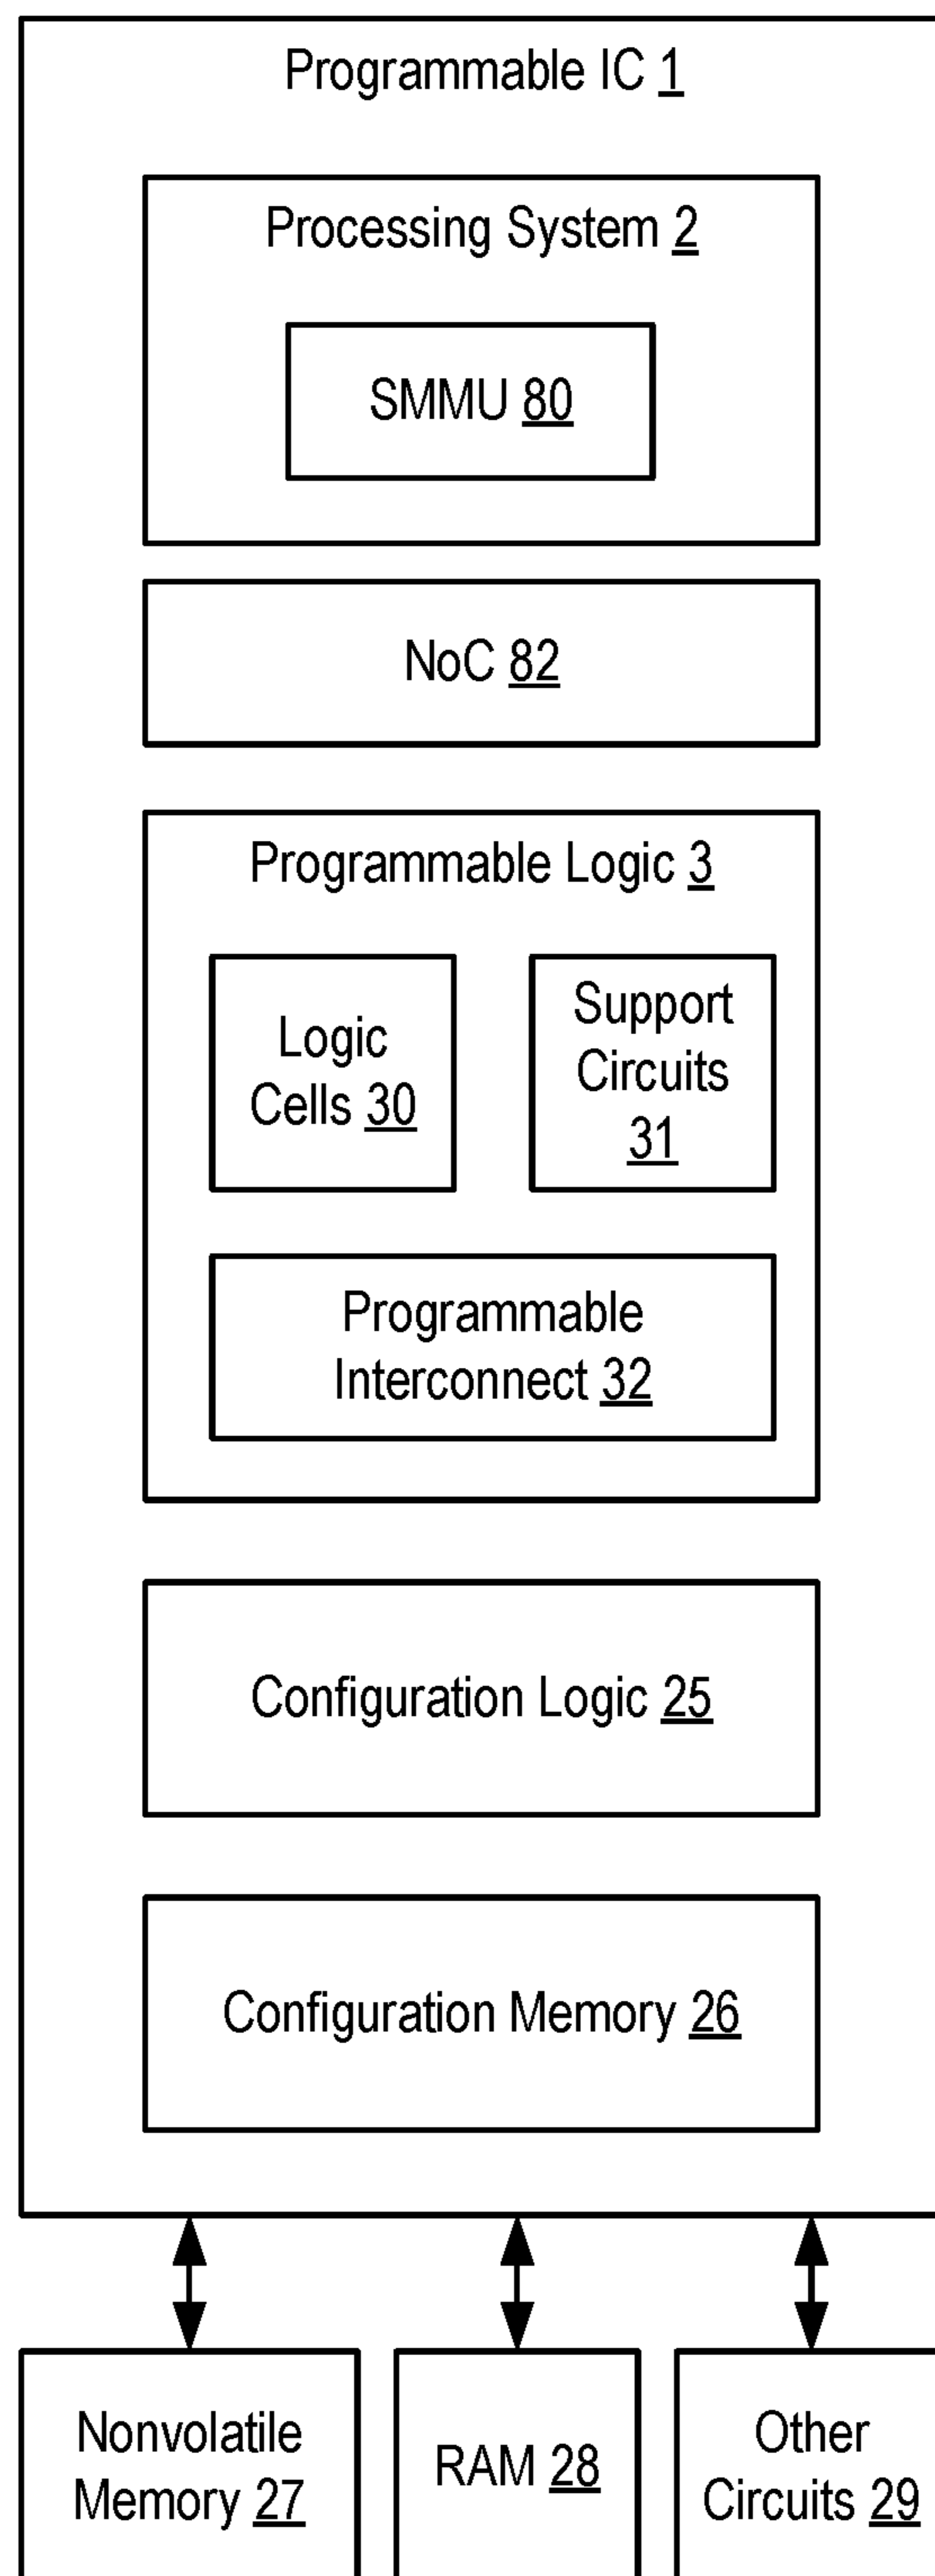 Programmable IC 1
Processing System 2
SMMU 80
NoC 82
Programmable Logic 3
Logic
Cells 30
Support
Circuits
31
Programmable
Interconnect 32
Configuration Logic 25
Configuration Memory 26
Nonvolatile
Memory 27
RAM 28
Other
Circuits 29